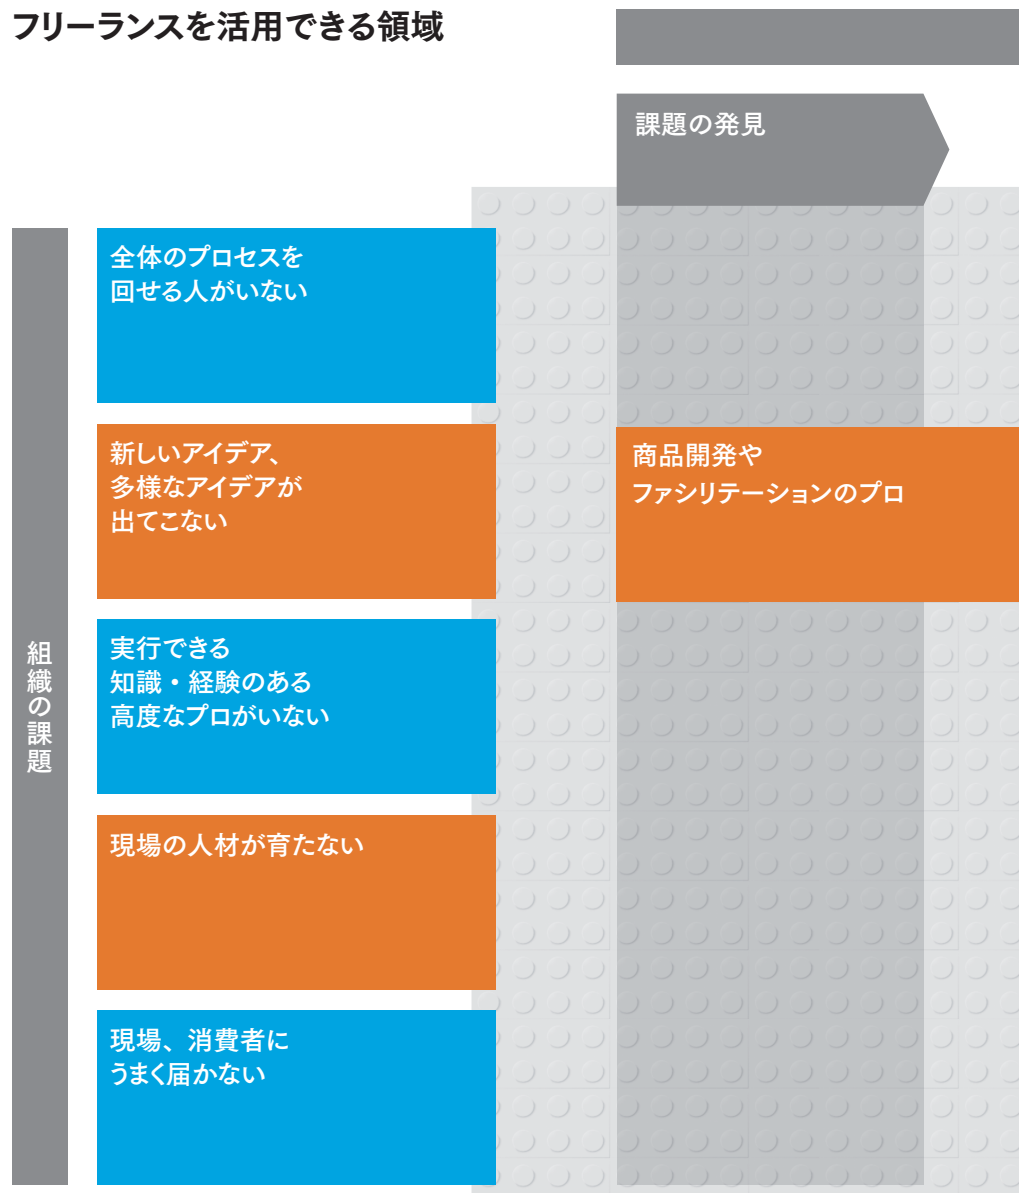 フリーランスを活用できる領域
課題の発見
組織の課題
全体のプロセスを
回せる人がいない
新しいアイデア、
多様なアイデアが
出てこない
商品開発や
ファシリテーションのプロ
実行できる
知識・経験のある
高度なプロがいない
現場の人材が育たない
現場、消費者に
うまく届かない